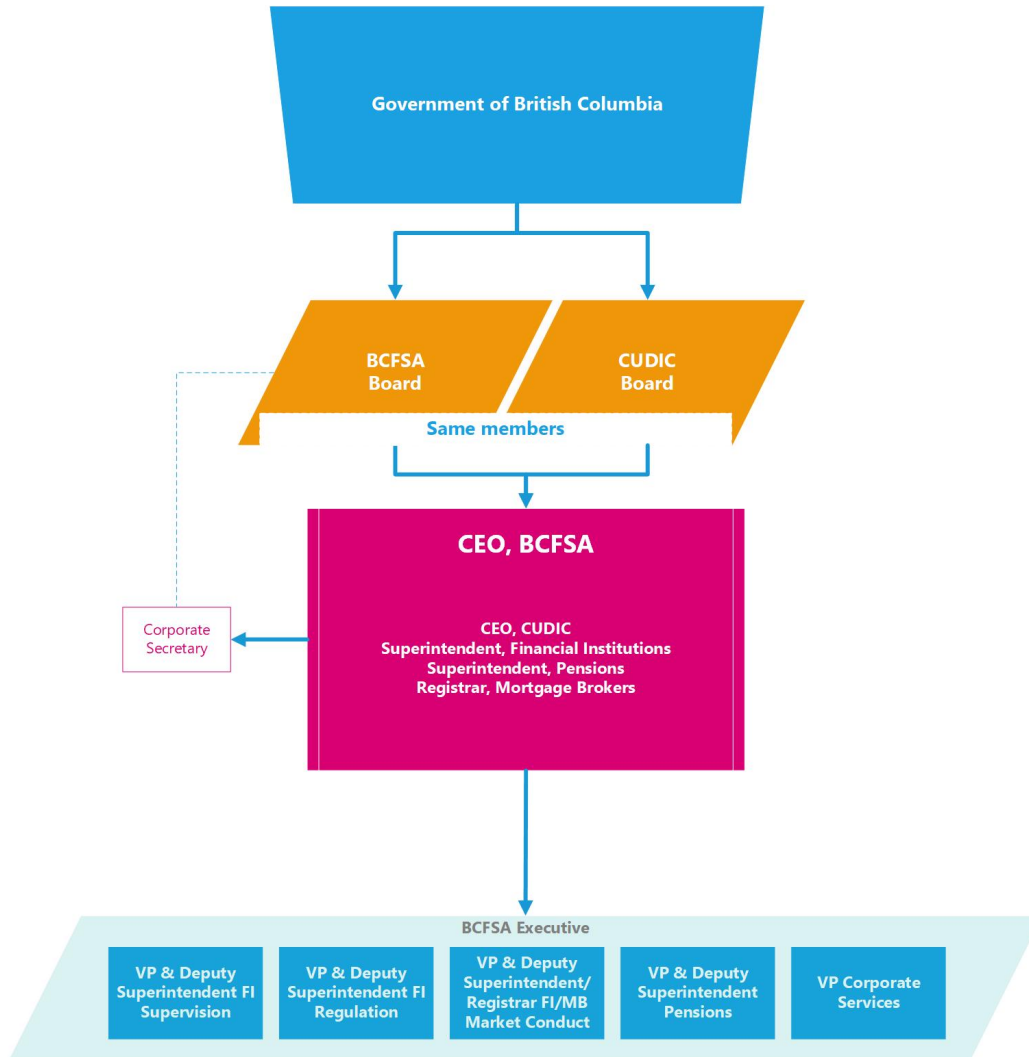 Government of British Columbia
BCFSA
Board
CUDIC
Board
Same members
CEO, BCFSA
CEO, CUDIC
Superintendent, Financial Institutions
Superintendent, Pensions
Registrar, Mortgage Brokers
Corporate
Secretary
BCFSA Executive
VP & Deputy
Superintendent FI
Supervision
VP & Deputy
Superintendent FI
Regulation
VP & Deputy
Superintendent/
Registrar FI/MB
Market Conduct
VP & Deputy
Superintendent
Pensions
VP Corporate
Services